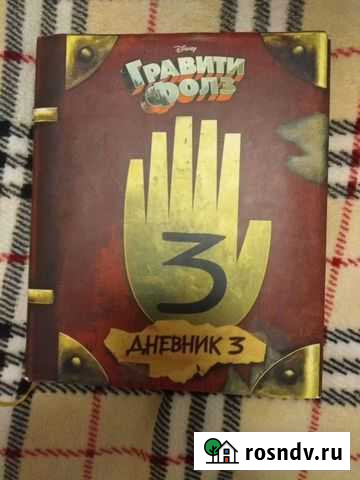 Disney
ГРАВИТИ
ФОЛЗ
3
ДНЕВНИК 3
rosndv.ru